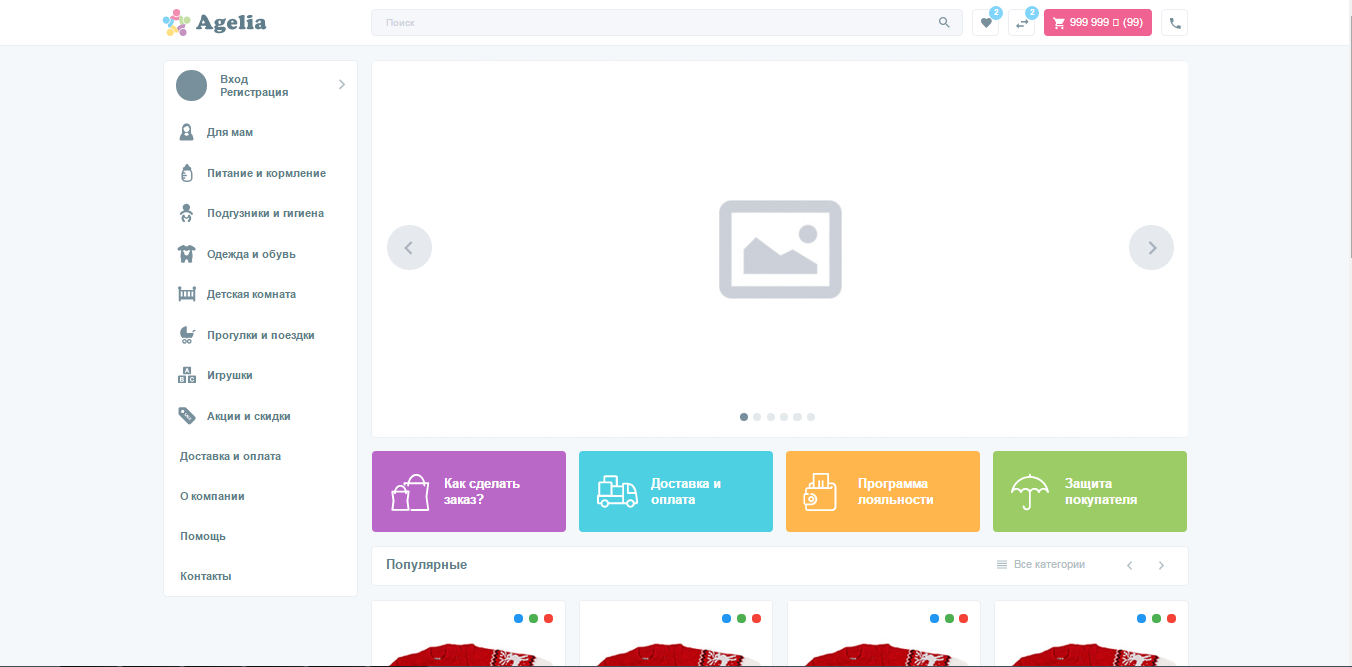 Agelia
Поиск
2
2
999 999 ▯ (99)
Вход
Регистрация
Для мам
Питание и кормление
Подгузники и гигиена
Одежда и обувь
Детская комната
Прогулки и поездки
Игрушки
Акции и скидки
Доставка и оплата
О компании
Помощь
Контакты
Как сделать
заказ?
Доставка и
оплата
Программа
лояльности
Защита
покупателя
Популярные
Все категории